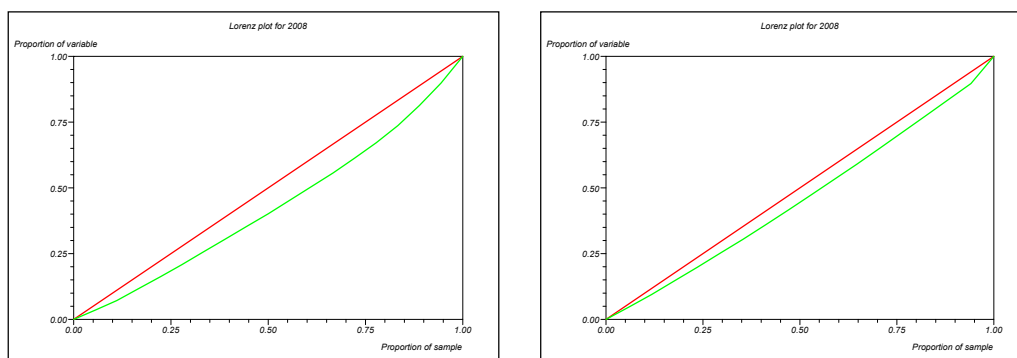 Lorenz plot for 2008
Proportion of variable
1.00
0.75
0.50
0.25
0.00
0.00 0.25 0.50 0.75 1.00
Proportion of sample
Lorenz plot for 2008
Proportion of variable
1.00
0.75
0.50
0.25
0.00
0.00 0.25 0.50 0.75 1.00
Proportion of sample